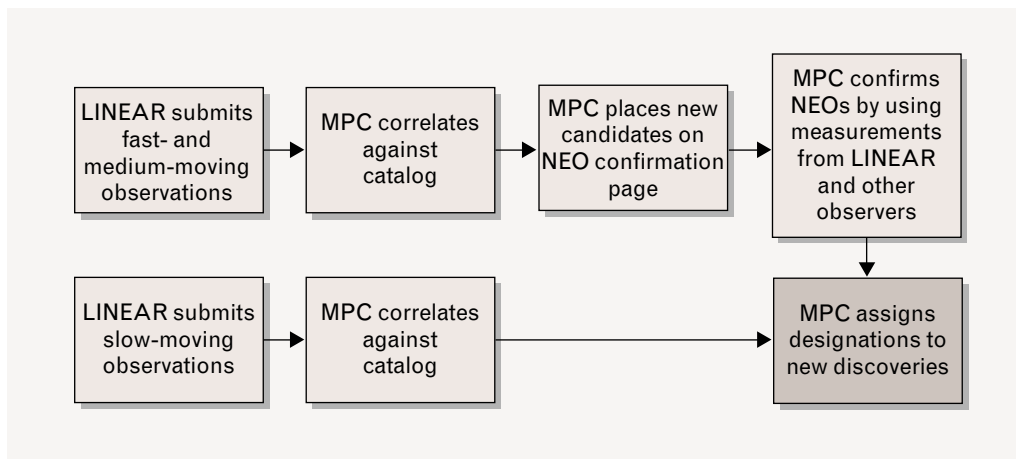 LINEAR submits
fast- and
medium-moving
observations
MPC correlates
against
catalog
MPC places new
candidates on
NEO confirmation
page
MPC confirms
NEOs by using
measurements
from LINEAR
and other
observers
LINEAR submits
slow-moving
observations
MPC correlates
against
catalog
MPC assigns
designations to
new discoveries